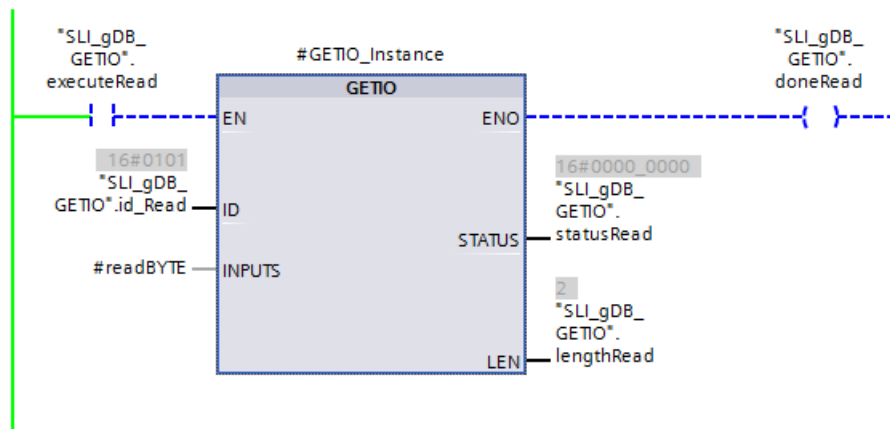 "SLI_gDB_
GETIO".
executeRead
#GETIO_Instance
"SLI_gDB_
GETIO".
doneRead
GETIO
EN
ENO
16#0101
"SLI_gDB_
GETIO".id_Read
ID
16#0000_0000
"SLI_gDB_
GETIO".
statusRead
STATUS
#readBYTE
INPUTS
2
"SLI_gDB_
GETIO".
lengthRead
LEN